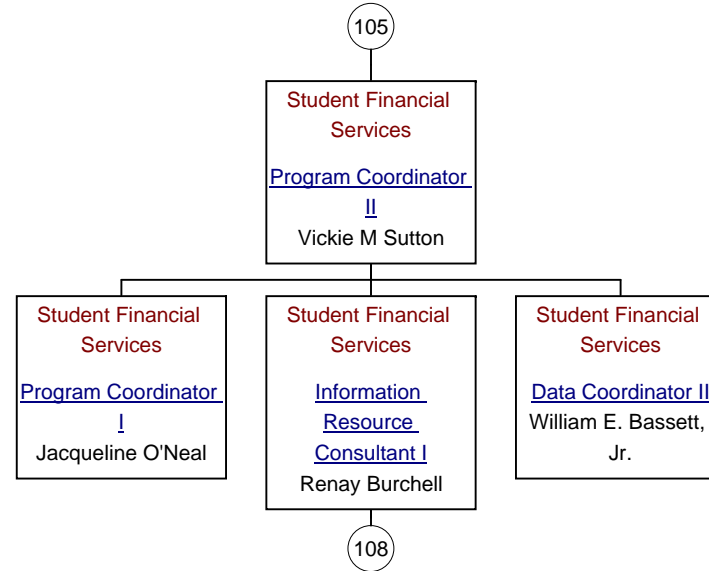 105
Student Financial
Services
Program Coordinator
II
Vickie M Sutton
Student Financial
Services
Program Coordinator
I
Jacqueline O'Neal
Student Financial
Services
Information
Resource
Consultant I
Renay Burchell
Student Financial
Services
Data Coordinator II
William E. Bassett,
Jr.
108